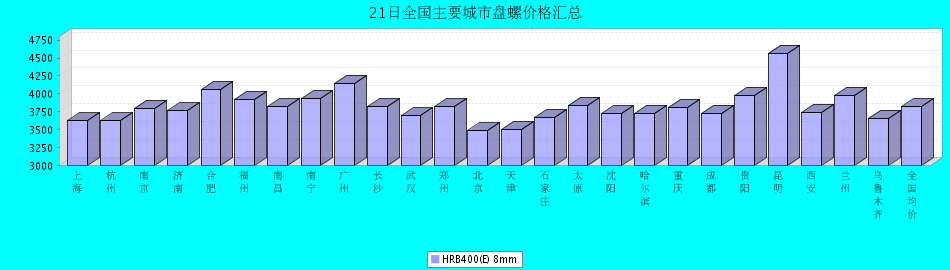 21日全国主要城市盘螺价格汇总
4750
4500
4250
4000
3750
3500
3250
3000
上海
杭州
南京
济南
合肥
福州
南昌
南宁
广州
长沙
武汉
郑州
北京
天津
石家庄
太原
沈阳
哈尔滨
重庆
成都
贵阳
昆明
西安
兰州
乌鲁木齐
全国均价
HRB400(E) 8mm